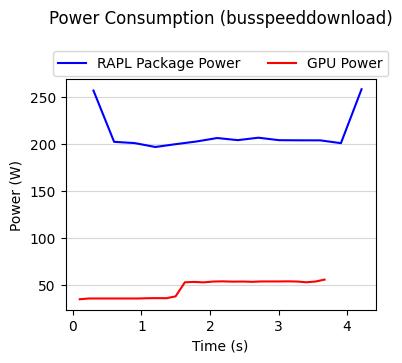 Power Consumption (busspeeddownload)
RAPL Package Power
GPU Power
250
200
150
100
50
Power (W)
0
1
2
3
4
Time (s)